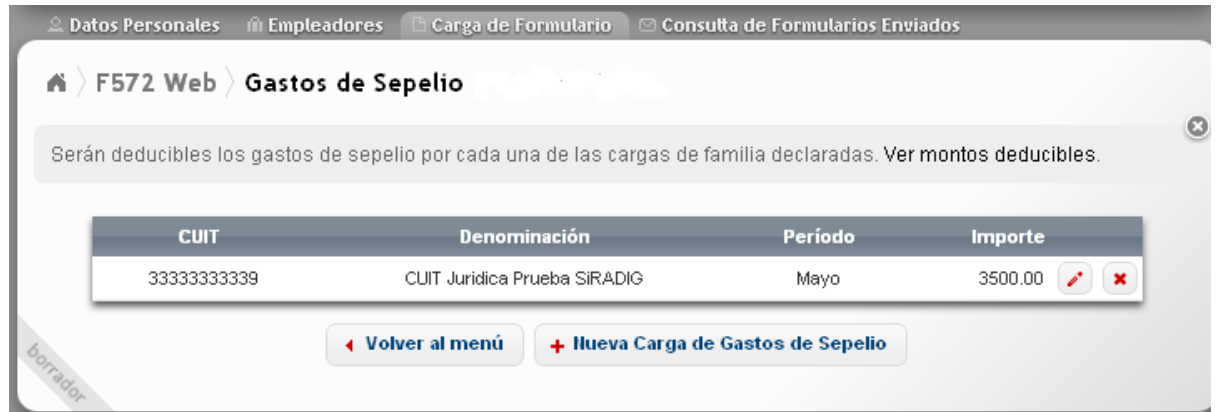 Datos Personales Empleadores Carga de Formulario Consulta de Formularios Enviados
F572 Web Gastos de Sepelio
Serán deducibles los gastos de sepelio por cada una de las cargas de familia declaradas. Ver montos deducibles.
CUIT Denominación Período Importe
33333333339 CUIT Juridica Prueba SiRADIG Mayo 3500.00
Volver al menú + Nueva Carga de Gastos de Sepelio
borrador